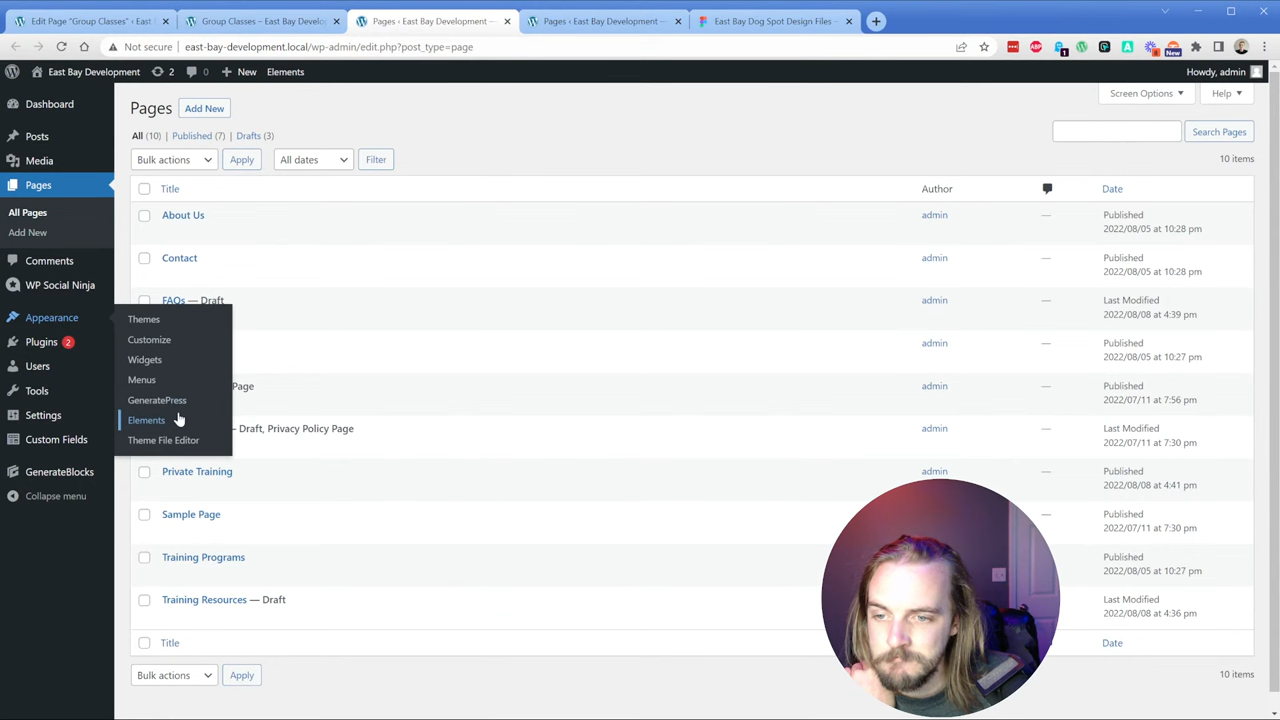 Edit Page "Group Classes" ‹ East B
Group Classes – East Bay Develo
Pages ‹ East Bay Development —
Pages ‹ East Bay Development —
East Bay Dog Spot Design Files –
Not secure
east-bay-development.local/wp-admin/edit.php?post_type=page
ABP
1
6
New
East Bay Development
2
0
New
Elements
Howdy, admin
Dashboard
Posts
Media
Pages
All Pages
Add New
Comments
WP Social Ninja
Appearance
Plugins 2
Users
Tools
Settings
Custom Fields
GenerateBlocks
Collapse menu
Themes
Customize
Widgets
Menus
GeneratePress
Elements
Theme File Editor
Pages
Add New
Screen Options
Help
All (10) | Published (7) | Drafts (3)
Search Pages
Bulk actions
Apply
All dates
Filter
10 items
Title
Author
Date
About Us
admin
—
Published
2022/08/05 at 10:28 pm
Contact
admin
—
Published
2022/08/05 at 10:28 pm
FAQs — Draft
admin
—
Last Modified
2022/08/08 at 4:39 pm
admin
—
Published
2022/08/05 at 10:27 pm
Page
admin
—
Published
2022/07/11 at 7:56 pm
— Draft, Privacy Policy Page
admin
—
Last Modified
2022/07/11 at 7:30 pm
Private Training
admin
—
Published
2022/08/08 at 4:41 pm
Sample Page
—
Published
2022/07/11 at 7:30 pm
Training Programs
Published
2022/08/05 at 10:27 pm
Training Resources — Draft
Last Modified
2022/08/08 at 4:36 pm
Title
Date
Bulk actions
Apply
10 items